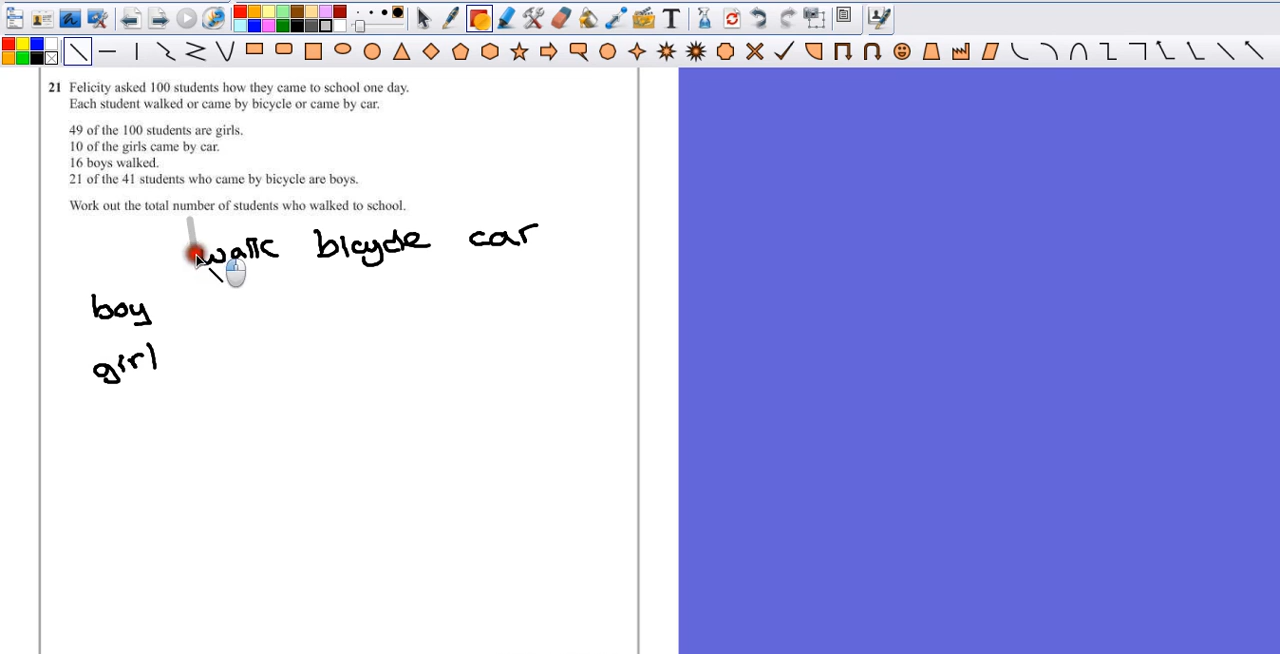 21 Felicity asked 100 students how they came to school one day.
Each student walked or came by bicycle or came by car.
49 of the 100 students are girls.
10 of the girls came by car.
16 boys walked.
21 of the 41 students who came by bicycle are boys.
Work out the total number of students who walked to school.
walk bicycle car
boy
girl